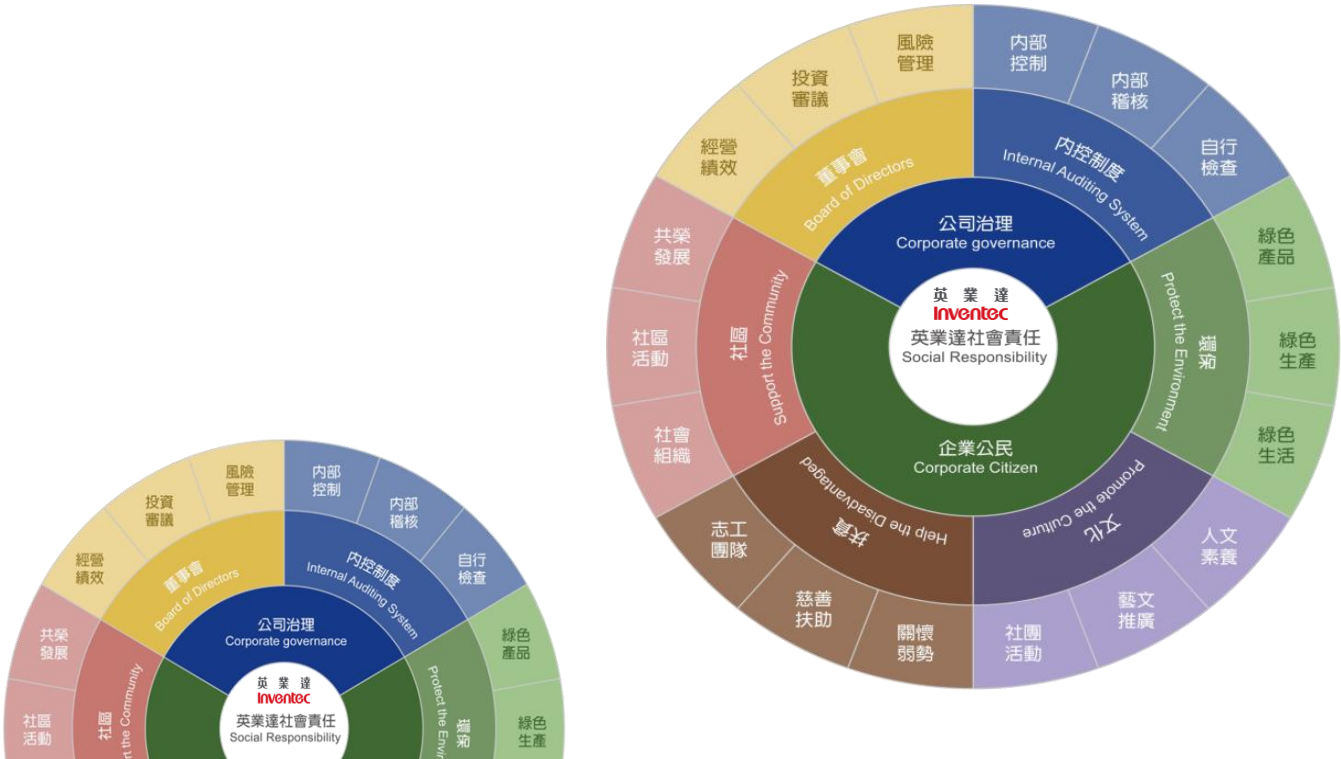 風險
管理
內部
控制
投資
審議
內部
稽核
經營
績效
自行
檢查
董事會
Board of Directors
內控制度
Internal Auditing System
公司治理
Corporate governance
共榮
發展
社區
活動
社會
組織
社區
Support the Community
英業達
Inventec
英業達社會責任
Social Responsibility
Protect the Environment
環保
綠色
產品
綠色
生產
綠色
生活
企業公民
Corporate Citizen
Help the Disadvantaged
扶貧
Promote the Culture
文化
志工
團隊
慈善
扶助
關懷
弱勢
社團
活動
藝文
推廣
人文
素養
風險
管理
內部
控制
投資
審議
內部
稽核
經營
績效
自行
檢查
董事會
Board of Directors
內控制度
Internal Auditing System
公司治理
Corporate governance
共榮
發展
社區
活動
社區
the Community
英業達
Inventec
英業達社會責任
Social Responsibility
Protect the
環保
綠色
產品
綠色
生產